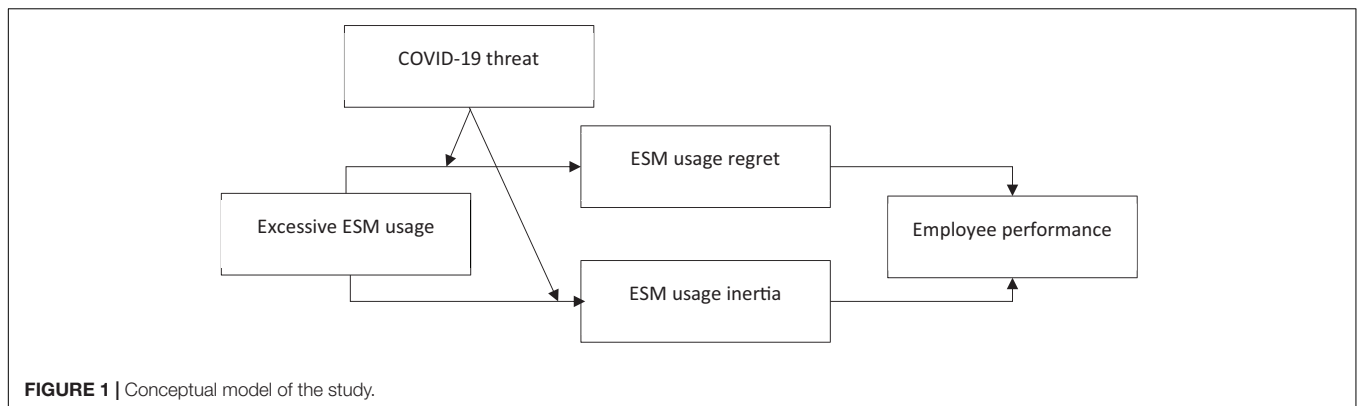 COVID-19 threat
ESM usage regret
Excessive ESM usage
Employee performance
ESM usage inertia
FIGURE 1 | Conceptual model of the study.